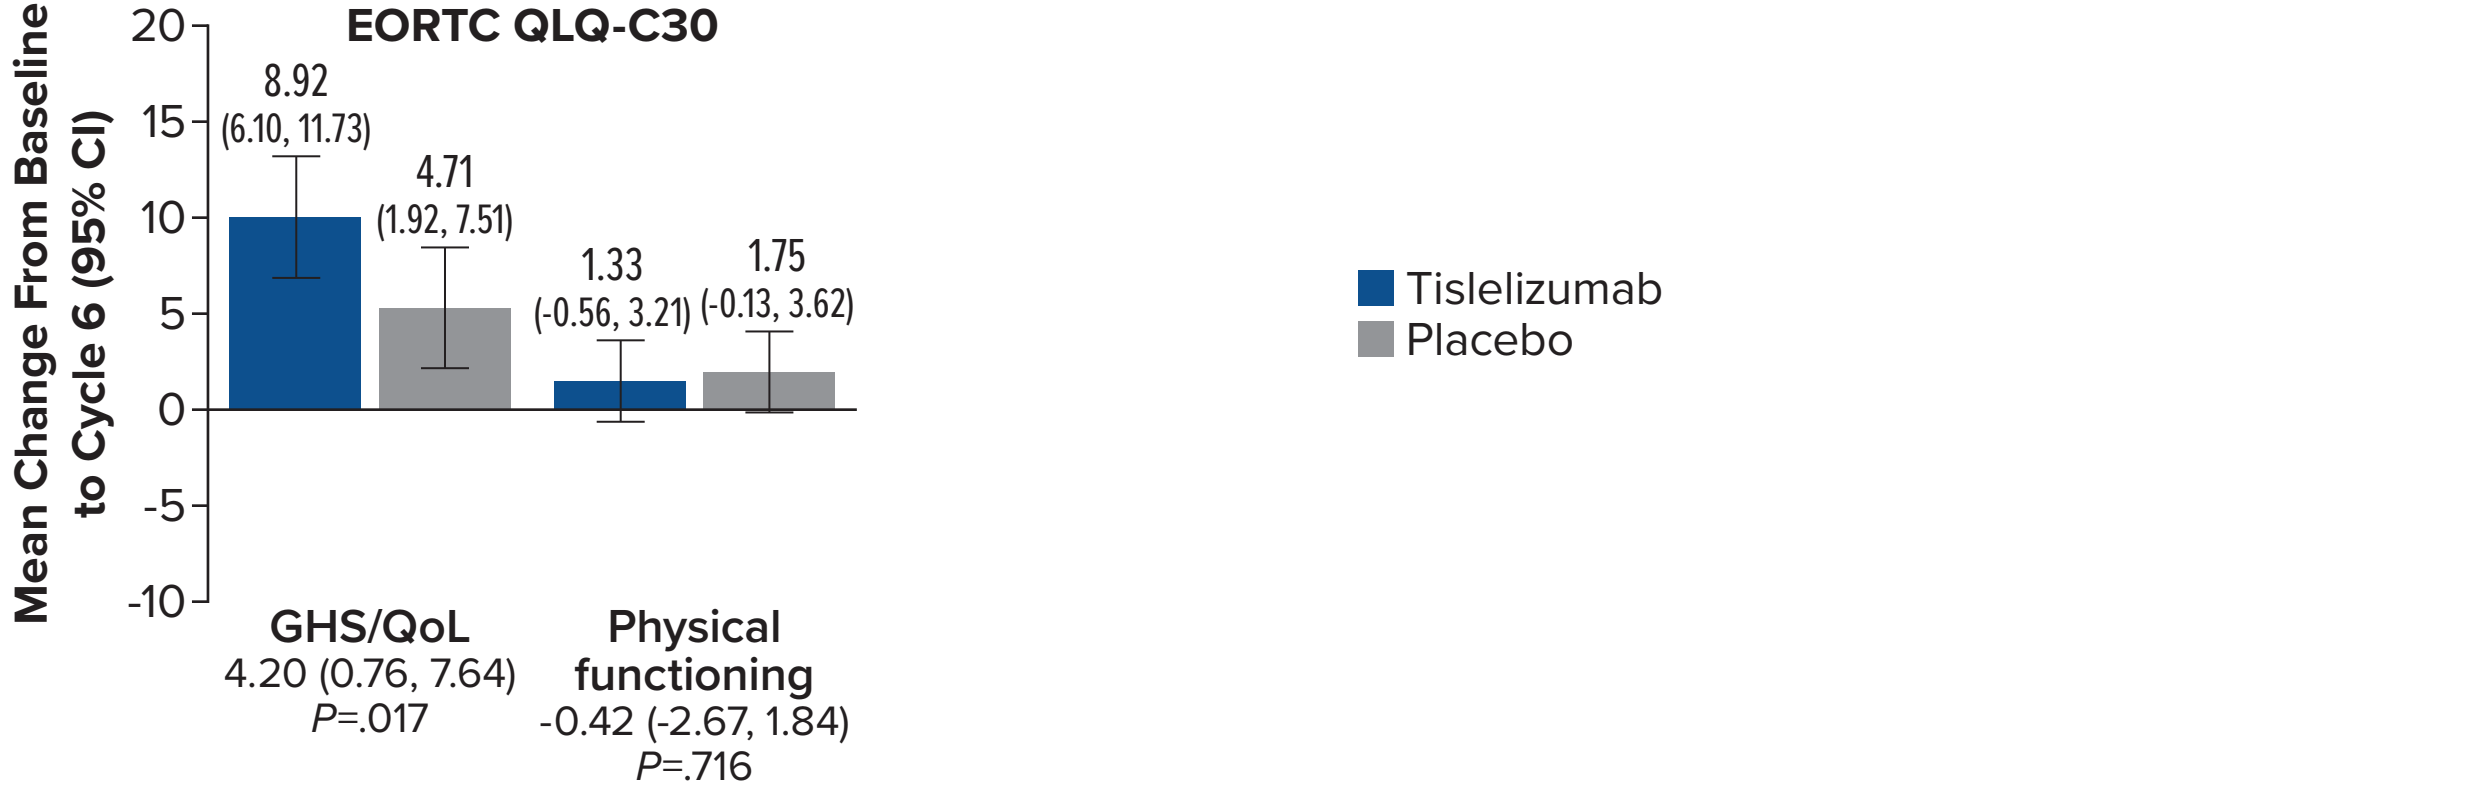 Mean Change From Baseline
to Cycle 6 (95% CI)
EORTC QLQ-C30
20
15
10
5
0
-5
-10
8.92
(6.10, 11.73)
4.71
(1.92, 7.51)
1.33
(-0.56, 3.21)
1.75
(-0.13, 3.62)
GHS/QoL
4.20 (0.76, 7.64)
P=.017
Physical
functioning
-0.42 (-2.67, 1.84)
P=.716
Tislelizumab
Placebo